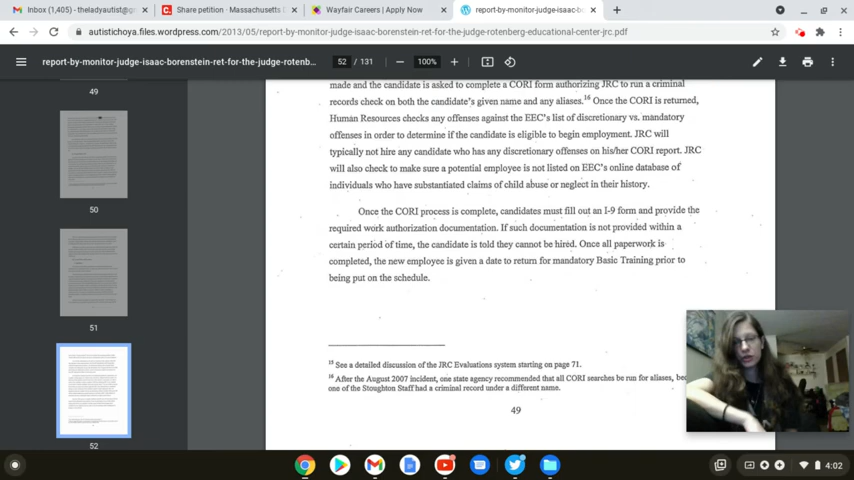 Inbox (1,405) - theladyautist@gr
Share petition · Massachusetts D
Wayfair Careers | Apply Now
report-by-monitor-judge-isaac-bo
autistichoya.files.wordpress.com/2013/05/report-by-monitor-judge-isaac-borenstein-ret-for-the-judge-rotenberg-educational-center-jrc.pdf
report-by-monitor-judge-isaac-borenstein-ret-for-the-judge-rotenb...
52 / 131
100%
49
50
51
52
made and the candidate is asked to complete a CORI form authorizing JRC to run a criminal
records check on both the candidate's given name and any aliases.16 Once the CORI is returned,
Human Resources checks any offenses against the EEC's list of discretionary vs. mandatory
offenses in order to determine if the candidate is eligible to begin employment. JRC will
typically not hire any candidate who has any discretionary offenses on his/her CORI report. JRC
will also check to make sure a potential employee is not listed on EEC's online database of
individuals who have substantiated claims of child abuse or neglect in their history.
Once the CORI process is complete, candidates must fill out an I-9 form and provide the
required work authorization documentation. If such documentation is not provided within a
certain period of time, the candidate is told they cannot be hired. Once all paperwork is
completed, the new employee is given a date to return for mandatory Basic Training prior to
being put on the schedule.
15 See a detailed discussion of the JRC Evaluations system starting on page 71.
16 After the August 2007 incident, one state agency recommended that all CORI searches be run for aliases, bec
one of the Stoughton Staff had a criminal record under a different name.
49
4:02